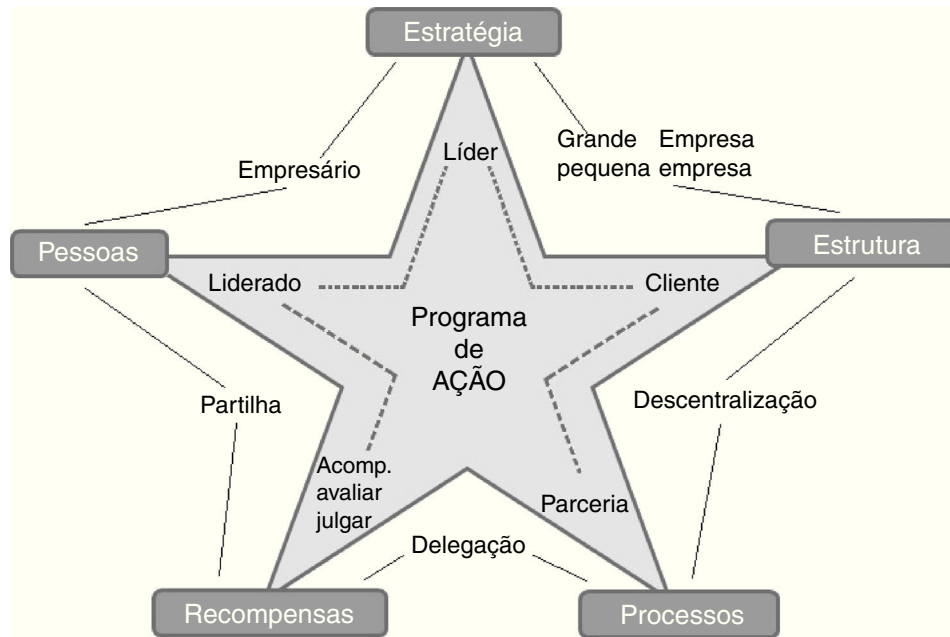 Estratégia
Líder
Grande Empresa
pequena empresa
Empresário
Pessoas
Estrutura
Liderado
Cliente
Programa
de
AÇÃO
Partilha
Descentralização
Acomp.
avaliar
julgar
Parceria
Delegação
Recompensas
Processos